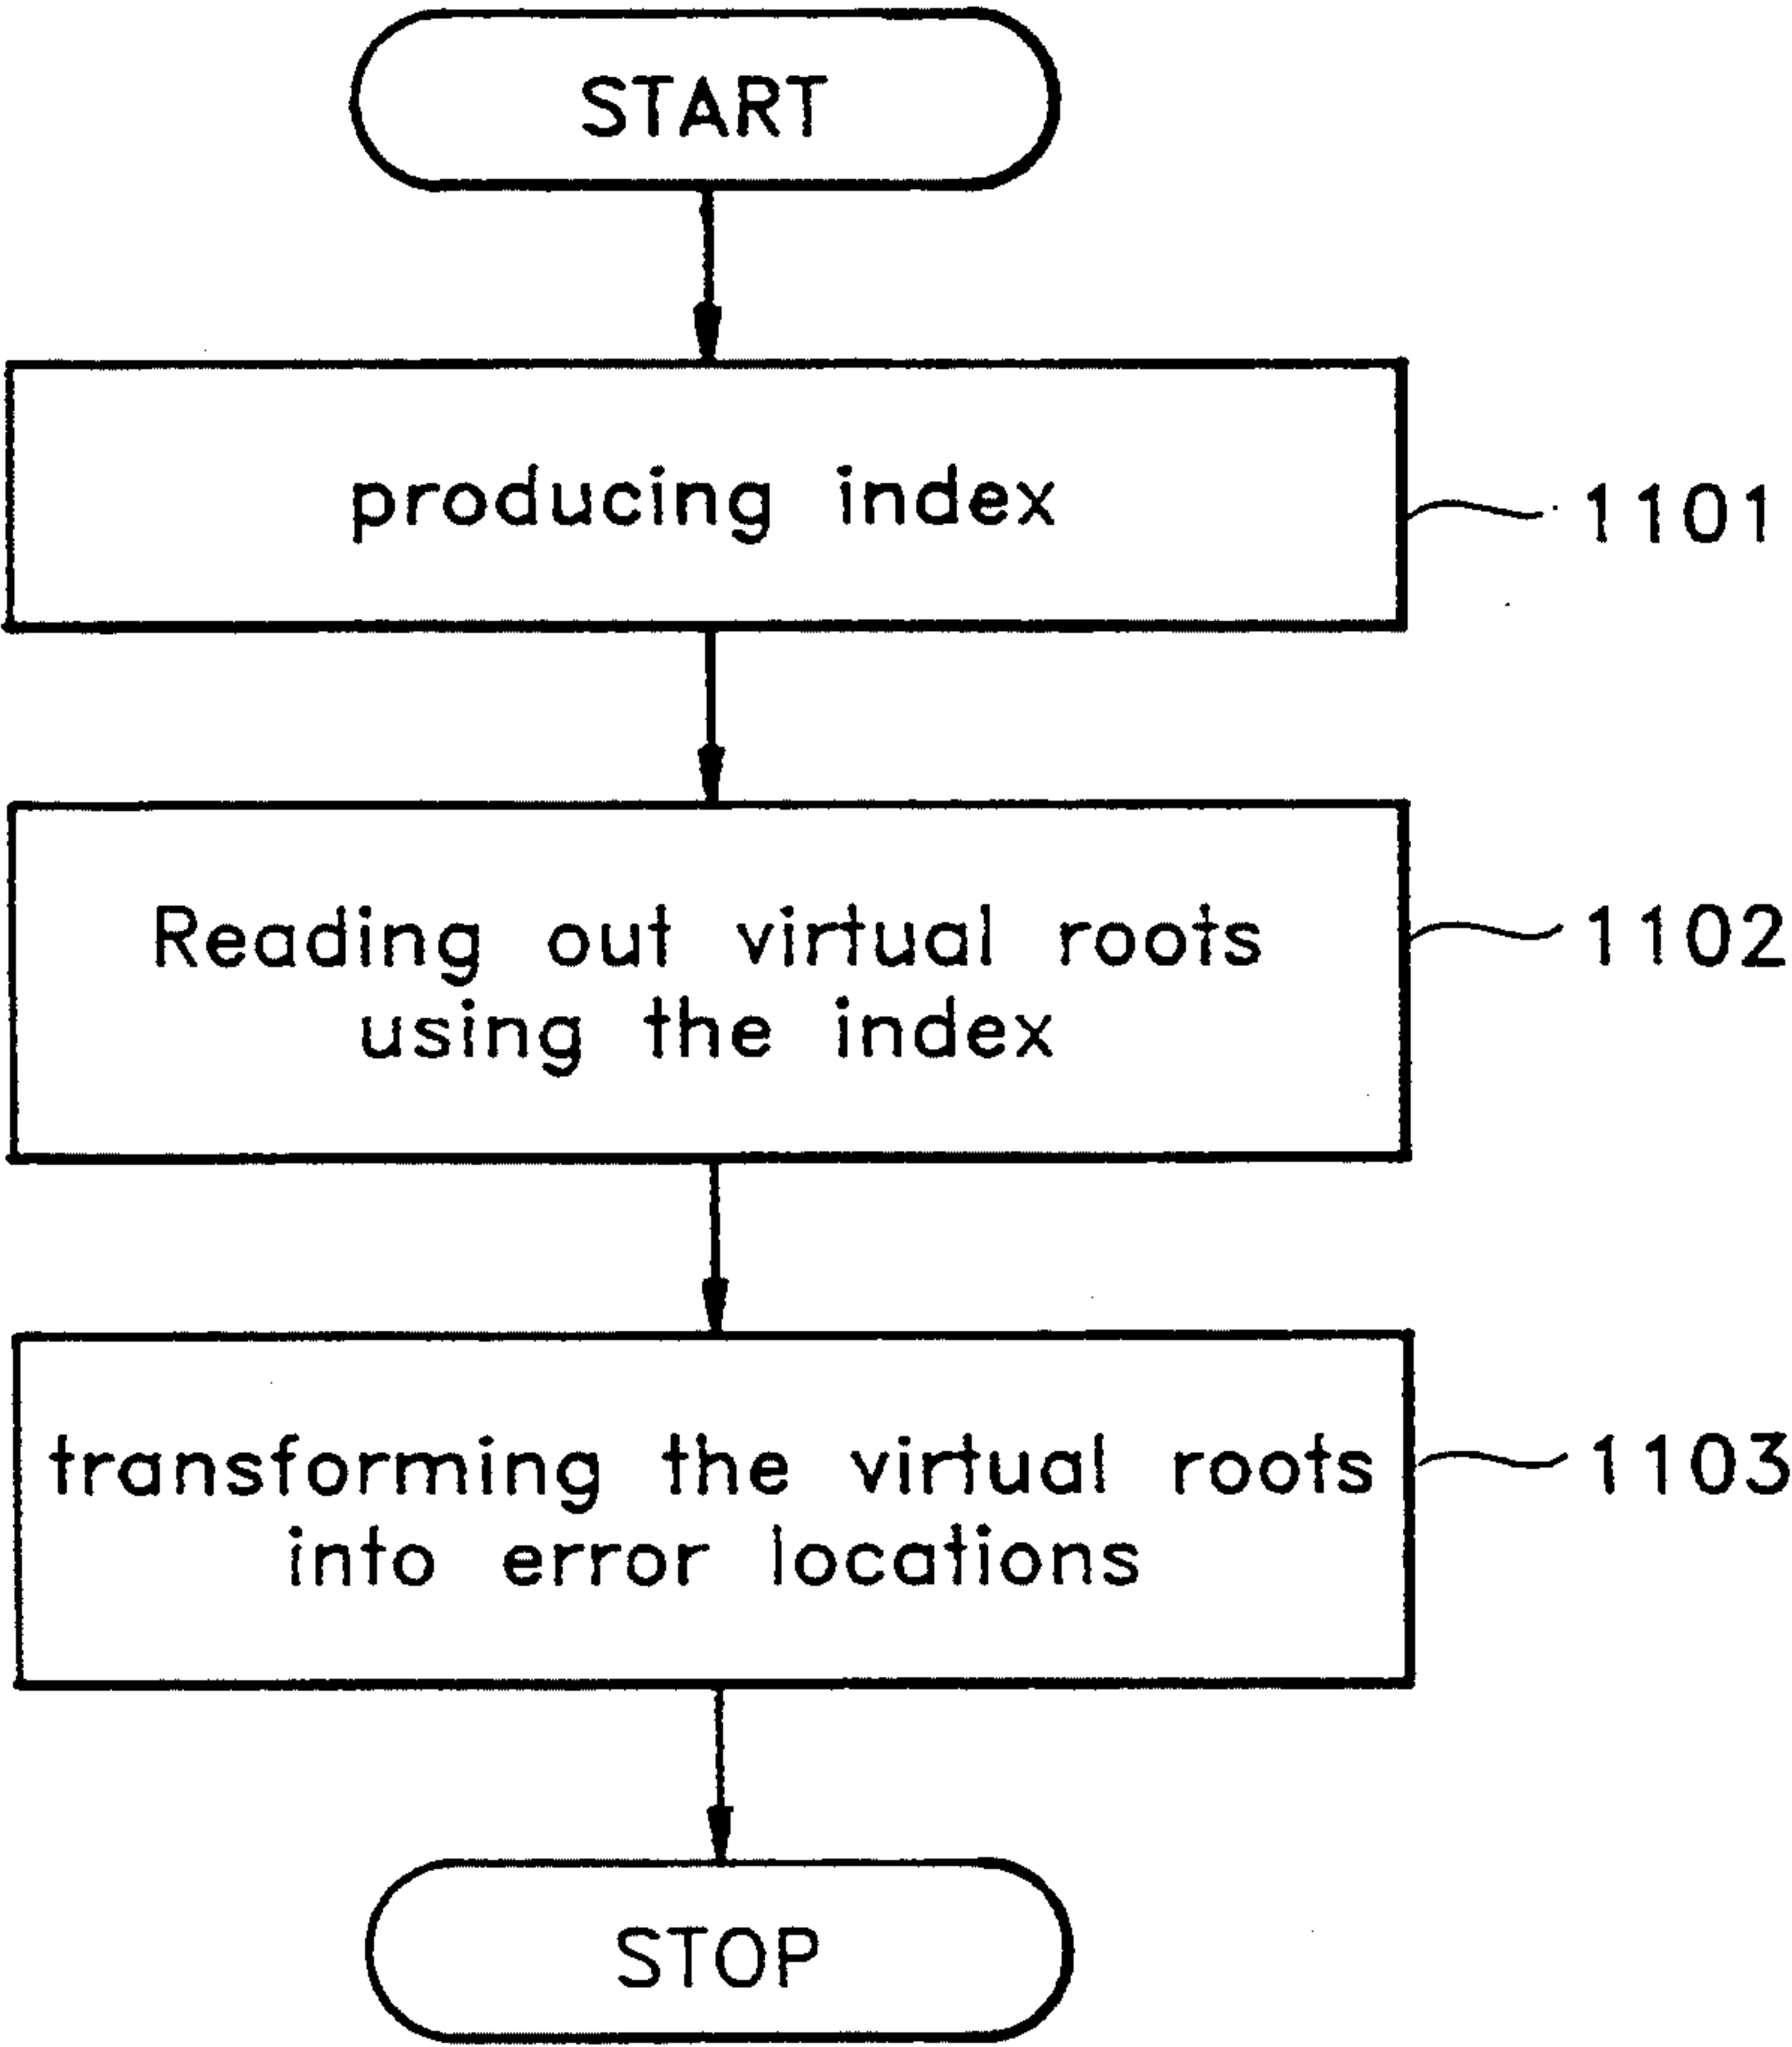 START
producing index
1101
Reading out virtual roots
using the index
1102
transforming the virtual roots
into error locations
1103
STOP